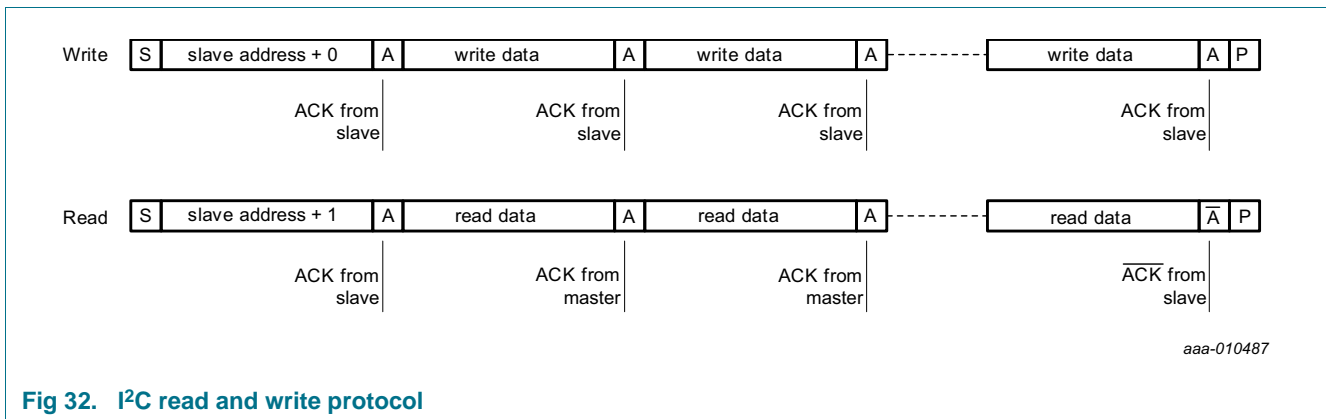 Write S slave address + 0 A write data A write data A write data A P
ACK from slave ACK from slave ACK from slave ACK from slave
Read S slave address + 1 A read data A read data A read data A̅ P
ACK from slave ACK from master ACK from master A̅C̅K̅ from slave
aaa-010487
Fig 32. I²C read and write protocol